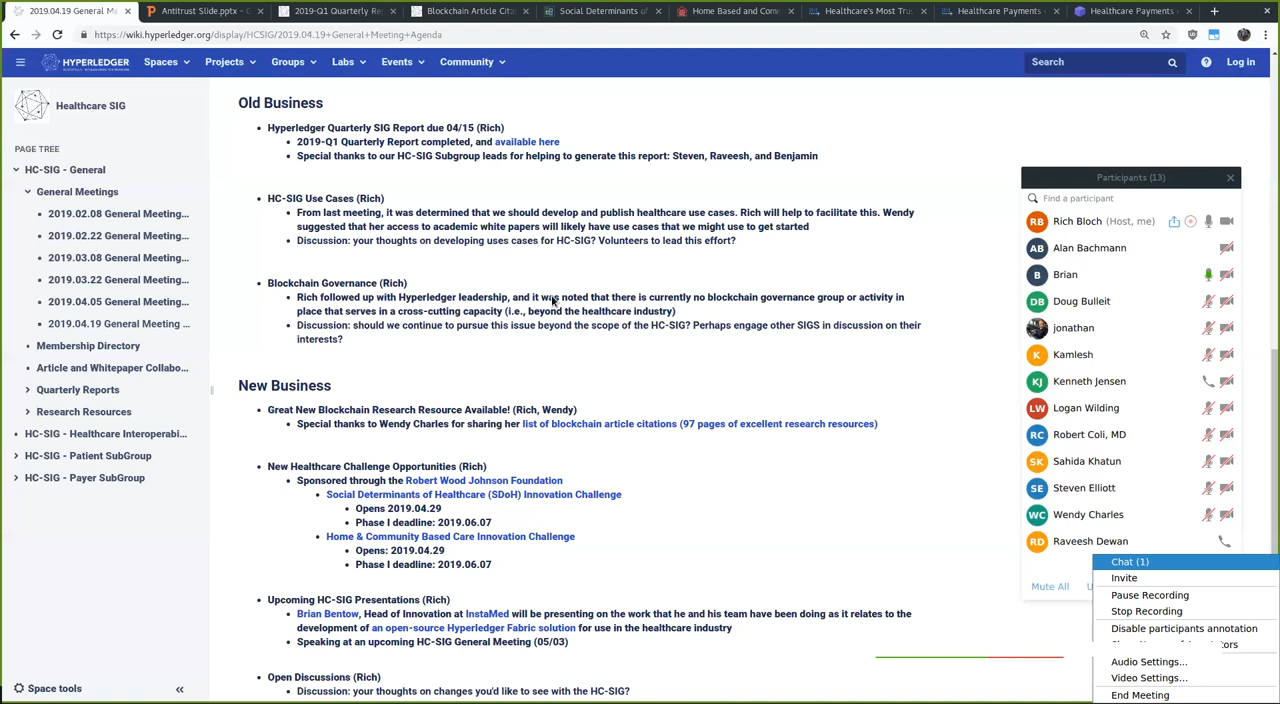 2019.04.19 General M
Antitrust Slide.pptx -
2019-Q1 Quarterly Re
Blockchain Article Cita
Social Determinants of
Home Based and Com
Healthcare's Most Tru
Healthcare Payments
Healthcare Payments
https://wiki.hyperledger.org/display/HCSIG/2019.04.19+General+Meeting+Agenda
HYPERLEDGER
Spaces
Projects
Groups
Labs
Events
Community
Search
Log in
Healthcare SIG
PAGE TREE
HC-SIG - General
General Meetings
2019.02.08 General Meeting...
2019.02.22 General Meeting...
2019.03.08 General Meeting...
2019.03.22 General Meeting...
2019.04.05 General Meeting...
2019.04.19 General Meeting ...
Membership Directory
Article and Whitepaper Collabo...
Quarterly Reports
Research Resources
HC-SIG - Healthcare Interoperabi...
HC-SIG - Patient SubGroup
HC-SIG - Payer SubGroup
Space tools
Old Business
Hyperledger Quarterly SIG Report due 04/15 (Rich)
2019-Q1 Quarterly Report completed, and available here
Special thanks to our HC-SIG Subgroup leads for helping to generate this report: Steven, Raveesh, and Benjamin
HC-SIG Use Cases (Rich)
From last meeting, it was determined that we should develop and publish healthcare use cases. Rich will help to facilitate this. Wendy
suggested that her access to academic white papers will likely have use cases that we might use to get started
Discussion: your thoughts on developing uses cases for HC-SIG? Volunteers to lead this effort?
Blockchain Governance (Rich)
Rich followed up with Hyperledger leadership, and it was noted that there is currently no blockchain governance group or activity in
place that serves in a cross-cutting capacity (i.e., beyond the healthcare industry)
Discussion: should we continue to pursue this issue beyond the scope of the HC-SIG? Perhaps engage other SIGS in discussion on their
interests?
New Business
Great New Blockchain Research Resource Available! (Rich, Wendy)
Special thanks to Wendy Charles for sharing her list of blockchain article citations (97 pages of excellent research resources)
New Healthcare Challenge Opportunities (Rich)
Sponsored through the Robert Wood Johnson Foundation
Social Determinants of Healthcare (SDoH) Innovation Challenge
Opens 2019.04.29
Phase I deadline: 2019.06.07
Home & Community Based Care Innovation Challenge
Opens: 2019.04.29
Phase I deadline: 2019.06.07
Upcoming HC-SIG Presentations (Rich)
Brian Bentow, Head of Innovation at InstaMed will be presenting on the work that he and his team have been doing as it relates to the
development of an open-source Hyperledger Fabric solution for use in the healthcare industry
Speaking at an upcoming HC-SIG General Meeting (05/03)
Open Discussions (Rich)
Discussion: your thoughts on changes you'd like to see with the HC-SIG?
Participants (13)
Find a participant
RB Rich Bloch (Host, me)
AB Alan Bachmann
B Brian
DB Doug Bulleit
jonathan
K Kamlesh
KJ Kenneth Jensen
LW Logan Wilding
RC Robert Coli, MD
SK Sahida Khatun
SE Steven Elliott
WC Wendy Charles
RD Raveesh Dewan
Mute All
Chat (1)
Invite
Pause Recording
Stop Recording
Disable participants annotation
Audio Settings...
Video Settings...
End Meeting